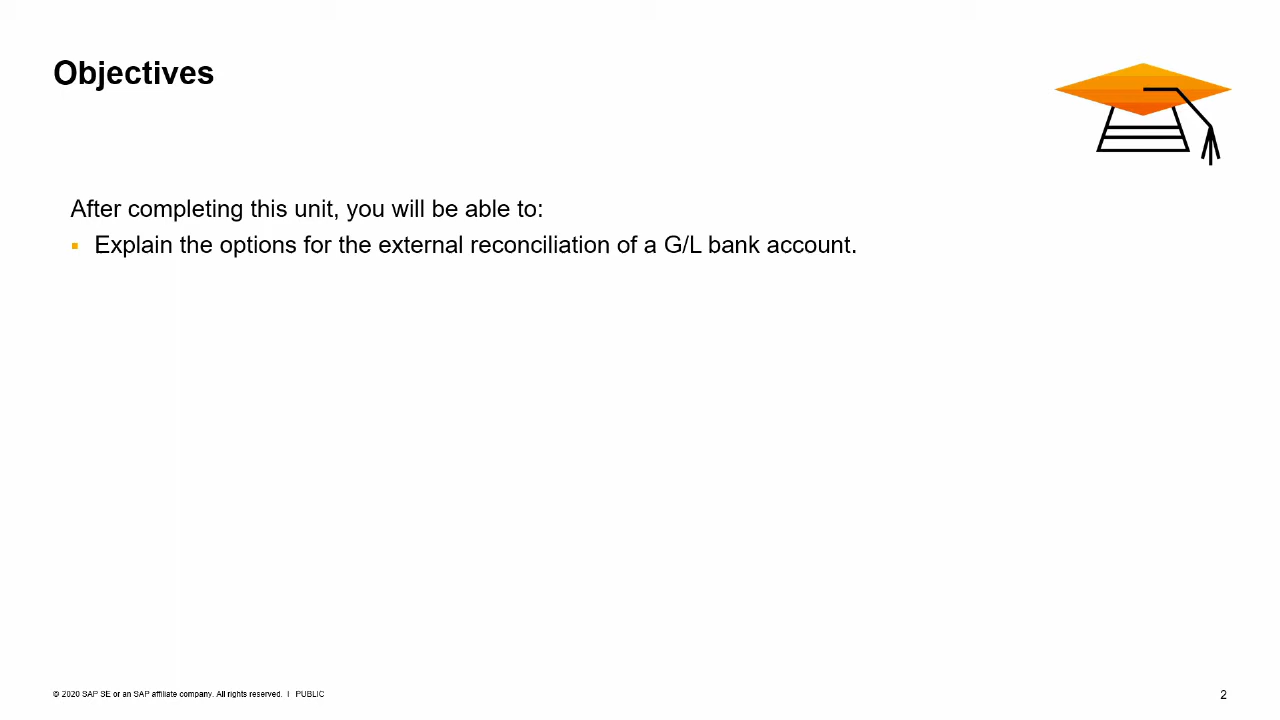 Objectives
After completing this unit, you will be able to:
▪ Explain the options for the external reconciliation of a G/L bank account.
© 2020 SAP SE or an SAP affiliate company. All rights reserved. I PUBLIC
2